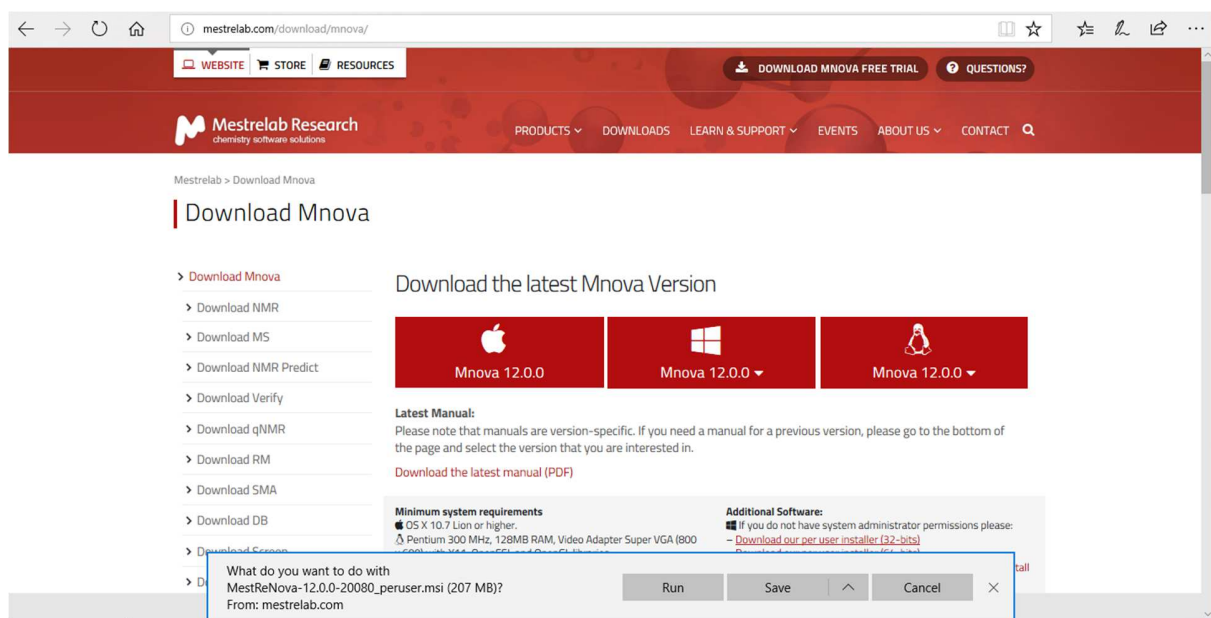 mestrelab.com/download/mnova/
WEBSITE STORE RESOURCES
DOWNLOAD MNOVA FREE TRIAL QUESTIONS?
Mestrelab Research
chemistry software solutions
PRODUCTS DOWNLOADS LEARN & SUPPORT EVENTS ABOUT US CONTACT
Mestrelab > Download Mnova
Download Mnova
> Download Mnova
> Download NMR
> Download MS
> Download NMR Predict
> Download Verify
> Download qNMR
> Download RM
> Download SMA
> Download DB
> Download Screen
Download the latest Mnova Version
Mnova 12.0.0
Mnova 12.0.0
Mnova 12.0.0
Latest Manual:
Please note that manuals are version-specific. If you need a manual for a previous version, please go to the bottom of
the page and select the version that you are interested in.
Download the latest manual (PDF)
Minimum system requirements
OS X 10.7 Lion or higher.
Pentium 300 MHz, 128MB RAM, Video Adapter Super VGA (800
Additional Software:
If you do not have system administrator permissions please:
– Download our per user installer (32-bits)
What do you want to do with
MestReNova-12.0.0-20080_peruser.msi (207 MB)?
From: mestrelab.com
Run Save Cancel